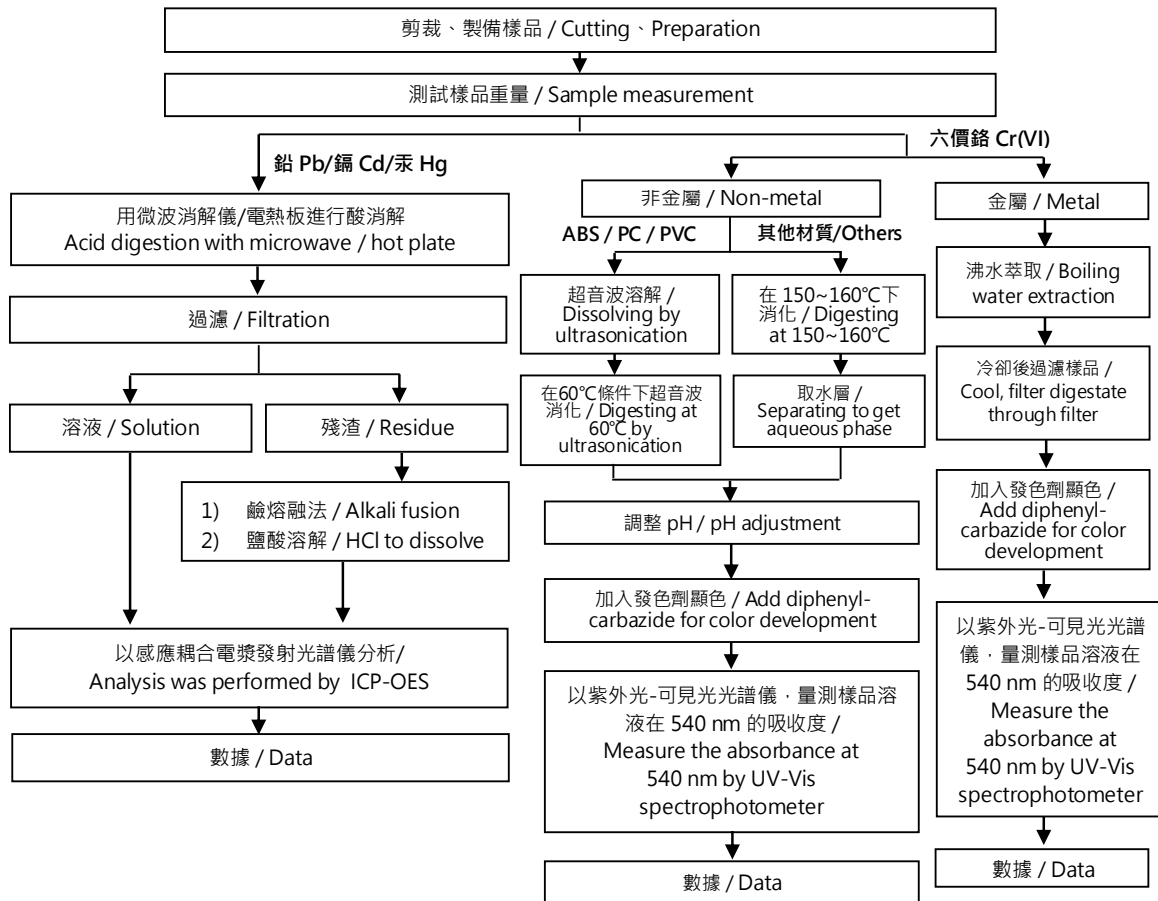 剪裁、製備樣品 / Cutting、Preparation
測試樣品重量 / Sample measurement
鉛 Pb/鎘 Cd/汞 Hg
用微波消解儀/電熱板進行酸消解
Acid digestion with microwave / hot plate
過濾 / Filtration
溶液 / Solution
殘渣 / Residue
1) 鹼熔融法 / Alkali fusion
2) 鹽酸溶解 / HCl to dissolve
以感應耦合電漿發射光譜儀分析/
Analysis was performed by ICP-OES
數據 / Data
六價鉻 Cr(VI)
非金屬 / Non-metal
ABS / PC / PVC
超音波溶解 /
Dissolving by
ultrasonication
在60℃條件下超音波
消化 / Digesting at
60℃ by
ultrasonication
其他材質/Others
在 150~160℃下
消化 / Digesting
at 150~160℃
取水層 /
Separating to get
aqueous phase
調整 pH / pH adjustment
加入發色劑顯色 / Add diphenyl-
carbazide for color development
以紫外光-可見光光譜儀，量測樣品溶
液在 540 nm 的吸收度 /
Measure the absorbance at
540 nm by UV-Vis
spectrophotometer
數據 / Data
金屬 / Metal
沸水萃取 / Boiling
water extraction
冷卻後過濾樣品 /
Cool, filter digestate
through filter
加入發色劑顯色 /
Add diphenyl-
carbazide for color
development
以紫外光-可見光光譜
儀，量測樣品溶液在
540 nm 的吸收度 /
Measure the
absorbance at
540 nm by UV-Vis
spectrophotometer
數據 / Data